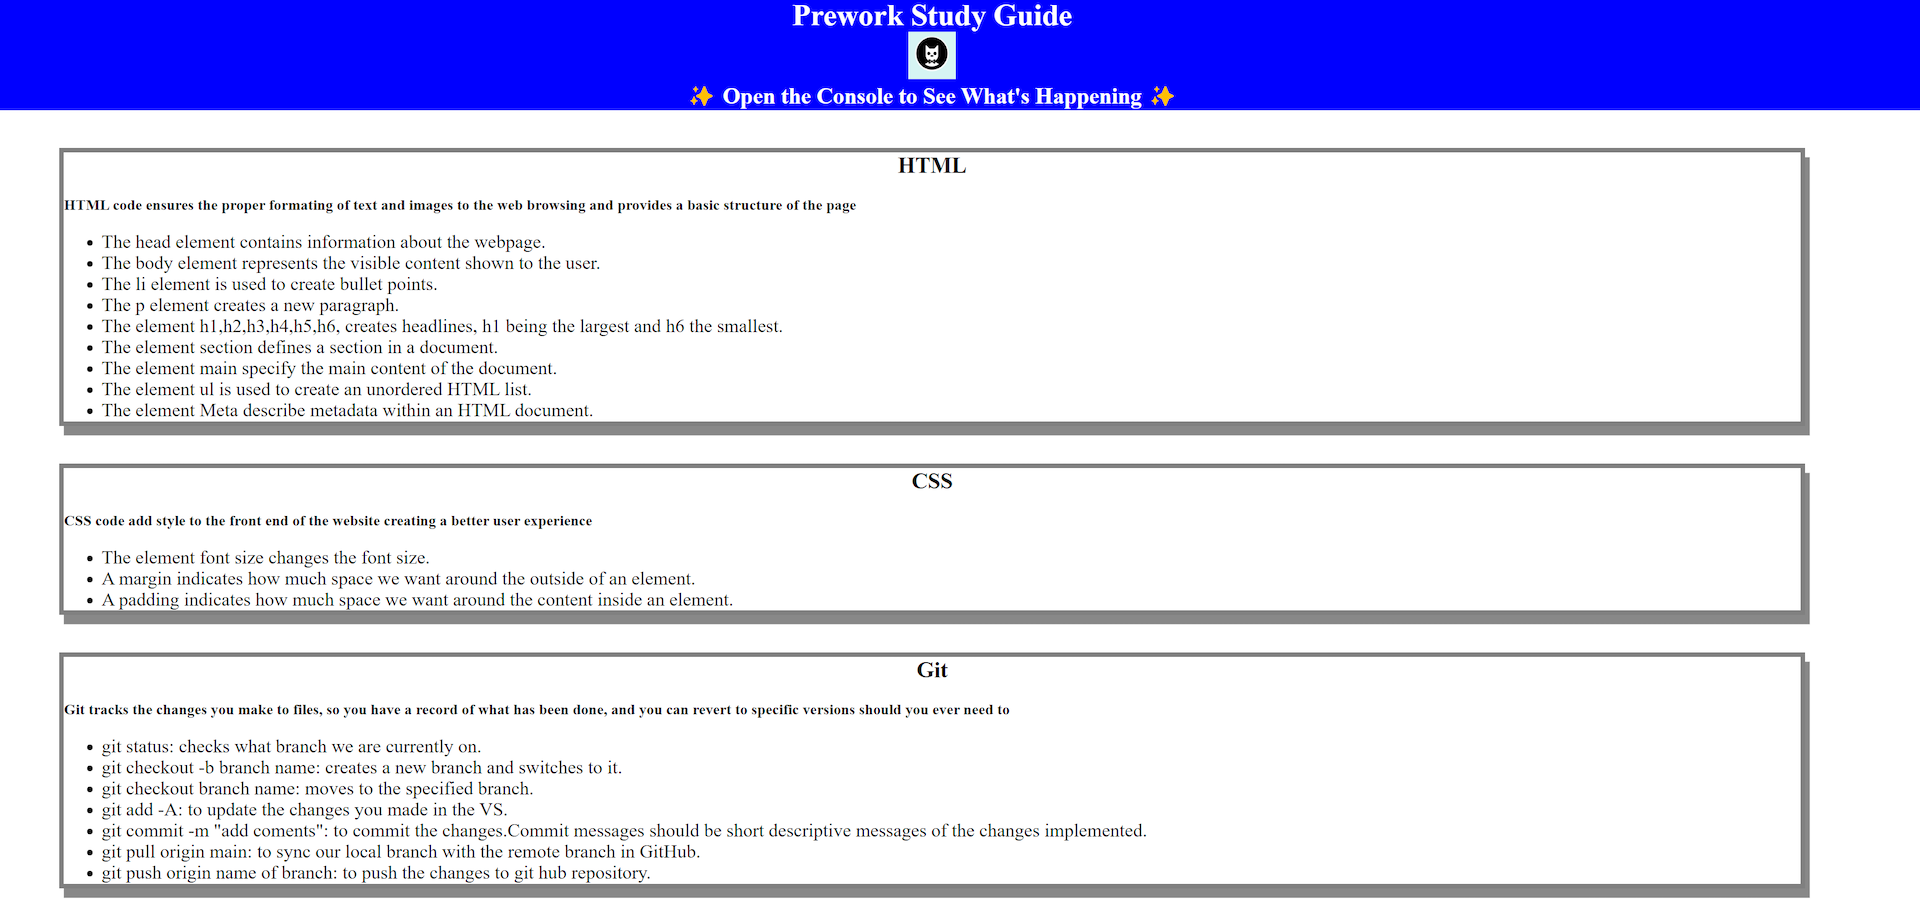 Prework Study Guide
✨ Open the Console to See What's Happening ✨
HTML
HTML code ensures the proper formating of text and images to the web browsing and provides a basic structure of the page
• The head element contains information about the webpage.
• The body element represents the visible content shown to the user.
• The li element is used to create bullet points.
• The p element creates a new paragraph.
• The element h1,h2,h3,h4,h5,h6, creates headlines, h1 being the largest and h6 the smallest.
• The element section defines a section in a document.
• The element main specify the main content of the document.
• The element ul is used to create an unordered HTML list.
• The element Meta describe metadata within an HTML document.
CSS
CSS code add style to the front end of the website creating a better user experience
• The element font size changes the font size.
• A margin indicates how much space we want around the outside of an element.
• A padding indicates how much space we want around the content inside an element.
Git
Git tracks the changes you make to files, so you have a record of what has been done, and you can revert to specific versions should you ever need to
• git status: checks what branch we are currently on.
• git checkout -b branch name: creates a new branch and switches to it.
• git checkout branch name: moves to the specified branch.
• git add -A: to update the changes you made in the VS.
• git commit -m "add coments": to commit the changes.Commit messages should be short descriptive messages of the changes implemented.
• git pull origin main: to sync our local branch with the remote branch in GitHub.
• git push origin name of branch: to push the changes to git hub repository.